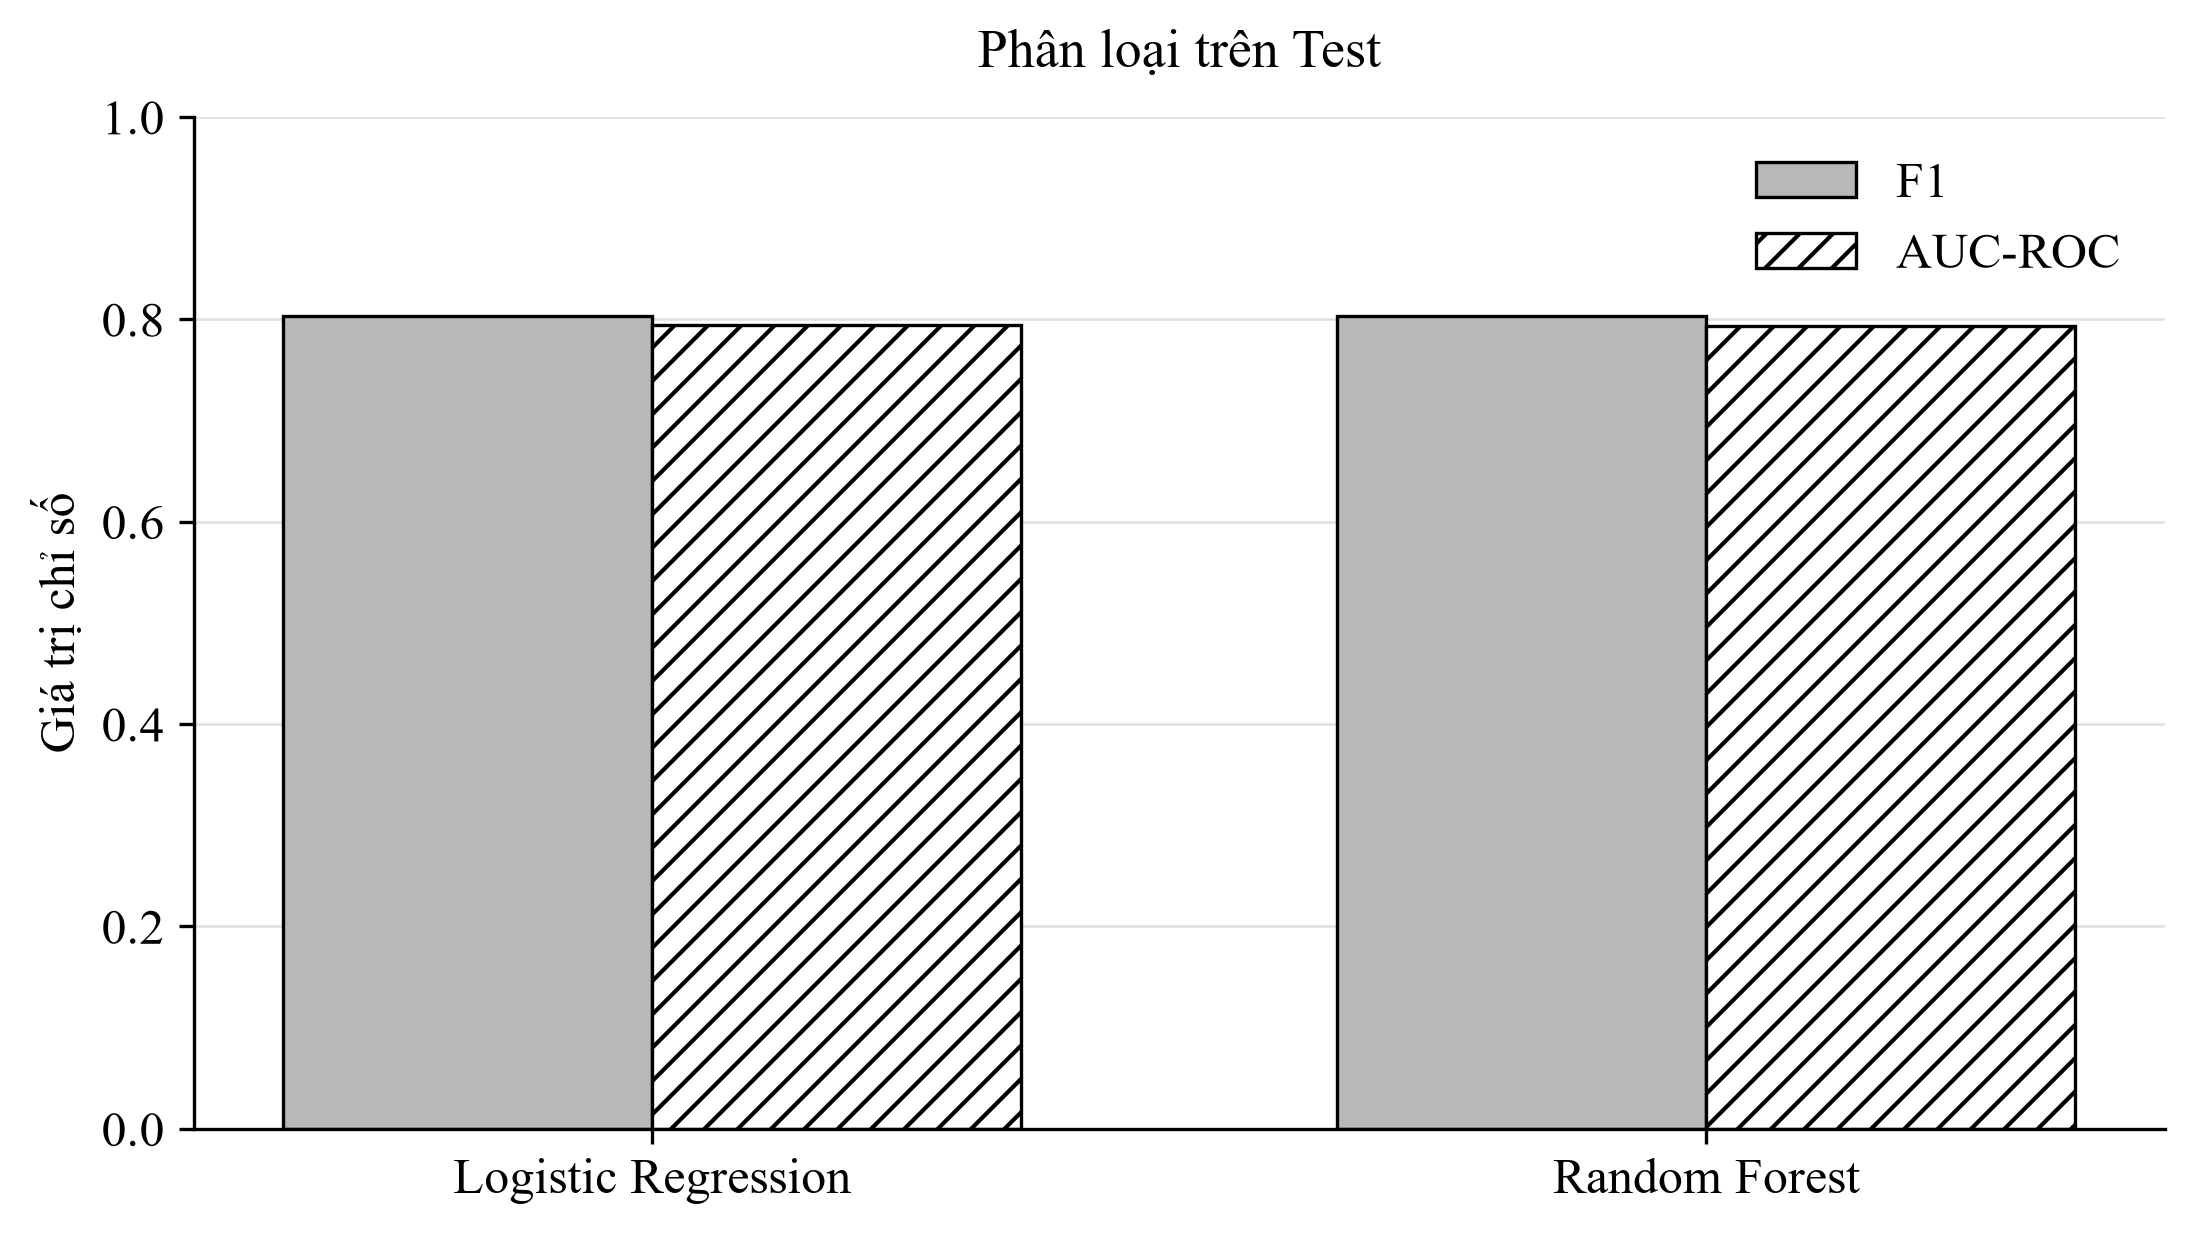 Phân loại trên Test
1.0
0.8
0.6
0.4
0.2
0.0
Giá trị chỉ số
F1
AUC-ROC
Logistic Regression
Random Forest